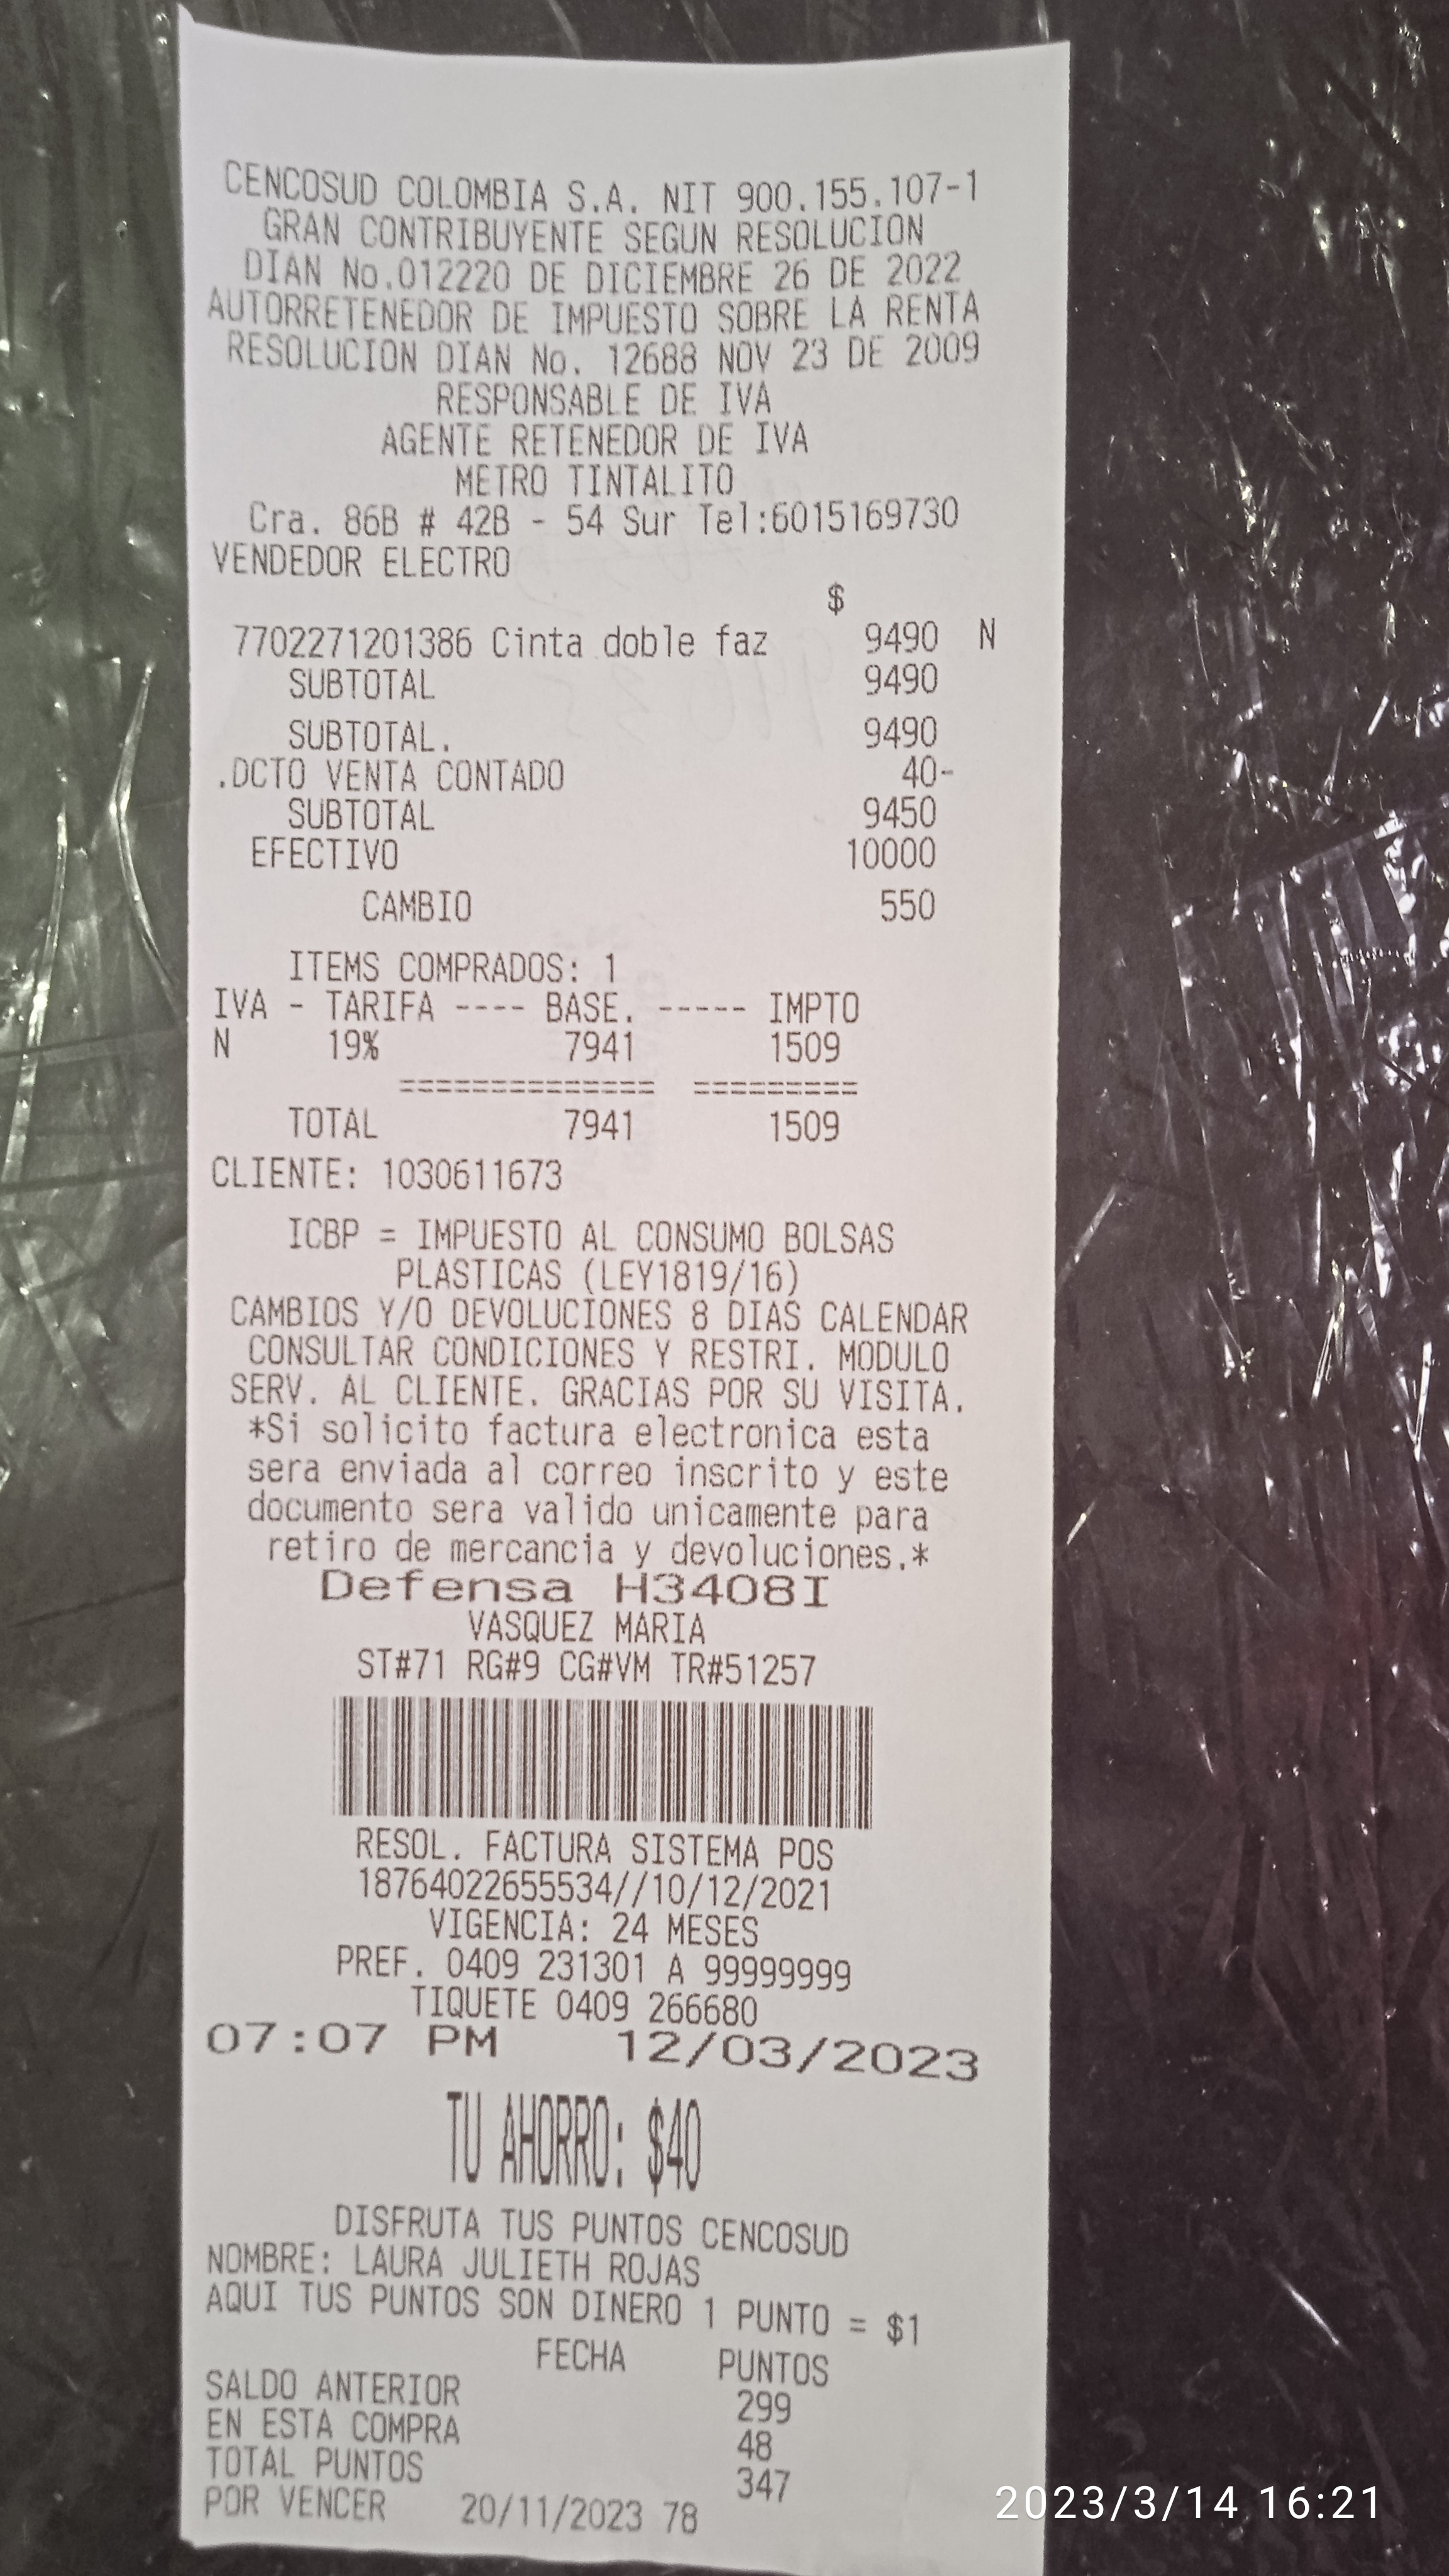 CENCOSUD COLOMBIA S.A. NIT 900.155.107-1
GRAN CONTRIBUYENTE SEGUN RESOLUCION
DIAN No.012220 DE DICIEMBRE 26 DE 2022
AUTORRETENEDOR DE IMPUESTO SOBRE LA RENTA
RESOLUCION DIAN No. 12688 NOV 23 DE 2009
RESPONSABLE DE IVA
AGENTE RETENEDOR DE IVA
METRO TINTALITO
Cra. 86B # 42B - 54 Sur Tel:6015169730
VENDEDOR ELECTRO
$
7702271201386 Cinta doble faz 9490 N
SUBTOTAL 9490
SUBTOTAL. 9490
.DCTO VENTA CONTADO 40-
SUBTOTAL 9450
EFECTIVO 10000
CAMBIO 550
ITEMS COMPRADOS: 1
IVA - TARIFA ---- BASE. ----- IMPTO
N 19% 7941 1509
============== =========
TOTAL 7941 1509
CLIENTE: 1030611673
ICBP = IMPUESTO AL CONSUMO BOLSAS
PLASTICAS (LEY1819/16)
CAMBIOS Y/O DEVOLUCIONES 8 DIAS CALENDAR
CONSULTAR CONDICIONES Y RESTRI. MODULO
SERV. AL CLIENTE. GRACIAS POR SU VISITA.
*Si solicito factura electronica esta
sera enviada al correo inscrito y este
documento sera valido unicamente para
retiro de mercancia y devoluciones.*
Defensa H3408I
VASQUEZ MARIA
ST#71 RG#9 CG#VM TR#51257
RESOL. FACTURA SISTEMA POS
18764022655534//10/12/2021
VIGENCIA: 24 MESES
PREF. 0409 231301 A 99999999
TIQUETE 0409 266680
07:07 PM 12/03/2023
TU AHORRO: $40
DISFRUTA TUS PUNTOS CENCOSUD
NOMBRE: LAURA JULIETH ROJAS
AQUI TUS PUNTOS SON DINERO 1 PUNTO = $1
FECHA PUNTOS
SALDO ANTERIOR 299
EN ESTA COMPRA 48
TOTAL PUNTOS 347
POR VENCER 20/11/2023 78
2023/3/14 16:21